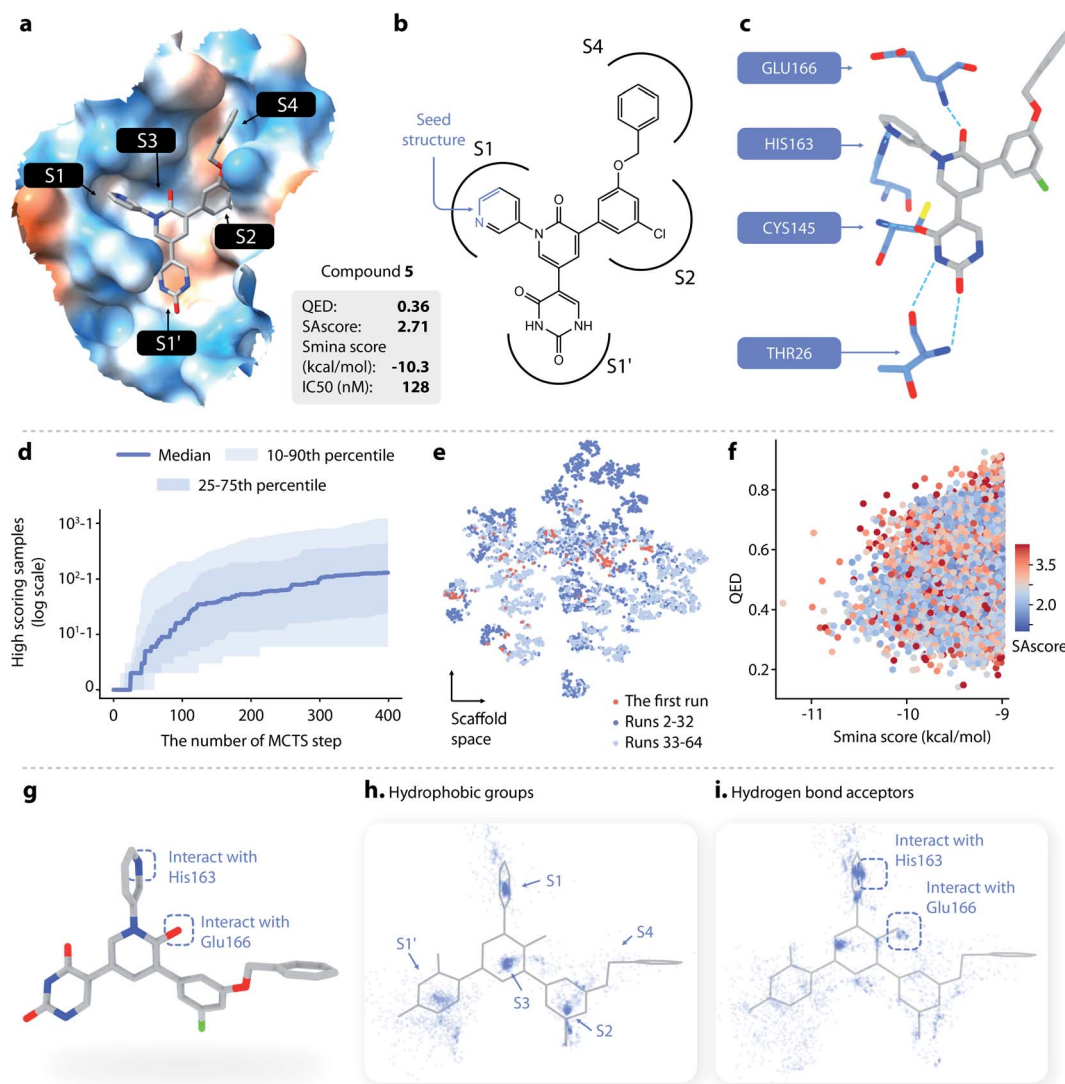 a
S4
S3
S1
S2
S1'
Compound 5
QED: 0.36
SAscore: 2.71
Smina score
(kcal/mol): -10.3
IC50 (nM): 128
b
S4
Seed
structure
S1
N
N
O
O
Cl
S2
O
NH
NH
O
S1'
c
GLU166
HIS163
CYS145
THR26
d
Median
10-90th percentile
25-75th percentile
High scoring samples
(log scale)
10³-1
10²-1
10¹-1
0
0
100
200
300
400
The number of MCTS step
e
Scaffold
space
The first run
Runs 2-32
Runs 33-64
f
QED
0.8
0.6
0.4
0.2
-11
-10
-9
Smina score (kcal/mol)
3.5
2.0
SAscore
g
Interact with
His163
Interact with
Glu166
h. Hydrophobic groups
S1
S1'
S4
S3
S2
i. Hydrogen bond acceptors
Interact with
His163
Interact with
Glu166